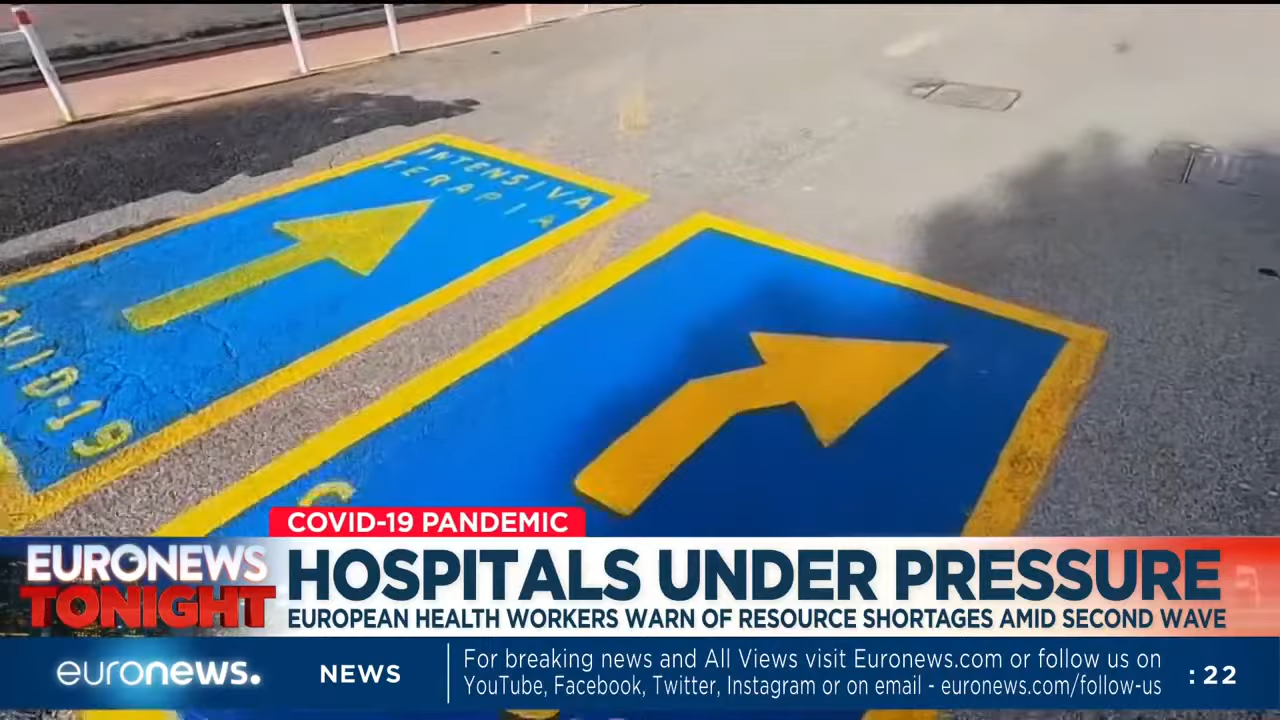 INTENSIVA
TERAPIA
COVID-19 PANDEMIC
EURONEWS
TONIGHT
HOSPITALS UNDER PRESSURE
EUROPEAN HEALTH WORKERS WARN OF RESOURCE SHORTAGES AMID SECOND WAVE
euronews.
NEWS
For breaking news and All Views visit Euronews.com or follow us on
YouTube, Facebook, Twitter, Instagram or on email - euronews.com/follow-us
:22